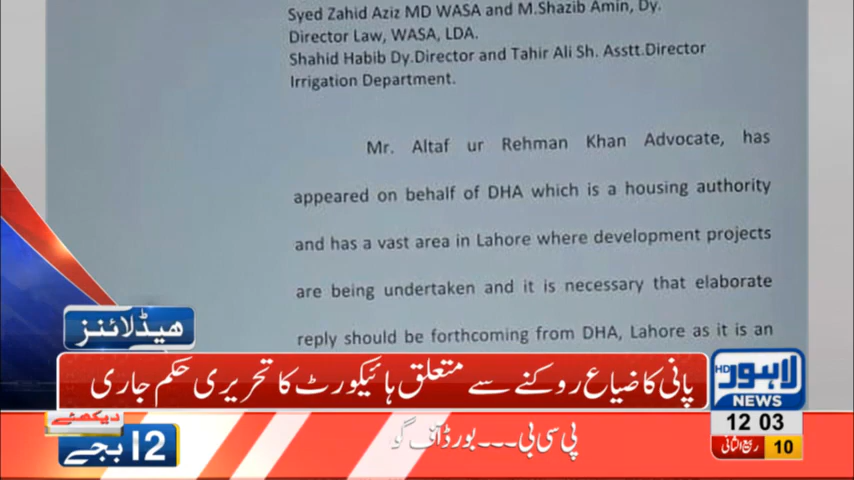 Syed Zahid Aziz MD WASA and M.Shazib Amin, Dy.
Director Law, WASA, LDA.
Shahid Habib Dy.Director and Tahir Ali Sh. Asstt.Director
Irrigation Department.
Mr. Altaf ur Rehman Khan Advocate, has
appeared on behalf of DHA which is a housing authority
and has a vast area in Lahore where development projects
are being undertaken and it is necessary that elaborate
reply should be forthcoming from DHA, Lahore as it is an
ہیڈلائنز
پانی کا ضیاع روکنے سے متعلق ہائیکورٹ کا تحریری حکم جاری
HD لاہور
NEWS
دیکھئے
12 بجے
پی سی بی ۔۔۔ بورڈ آف گو
12 03
10 ربیع الثانی